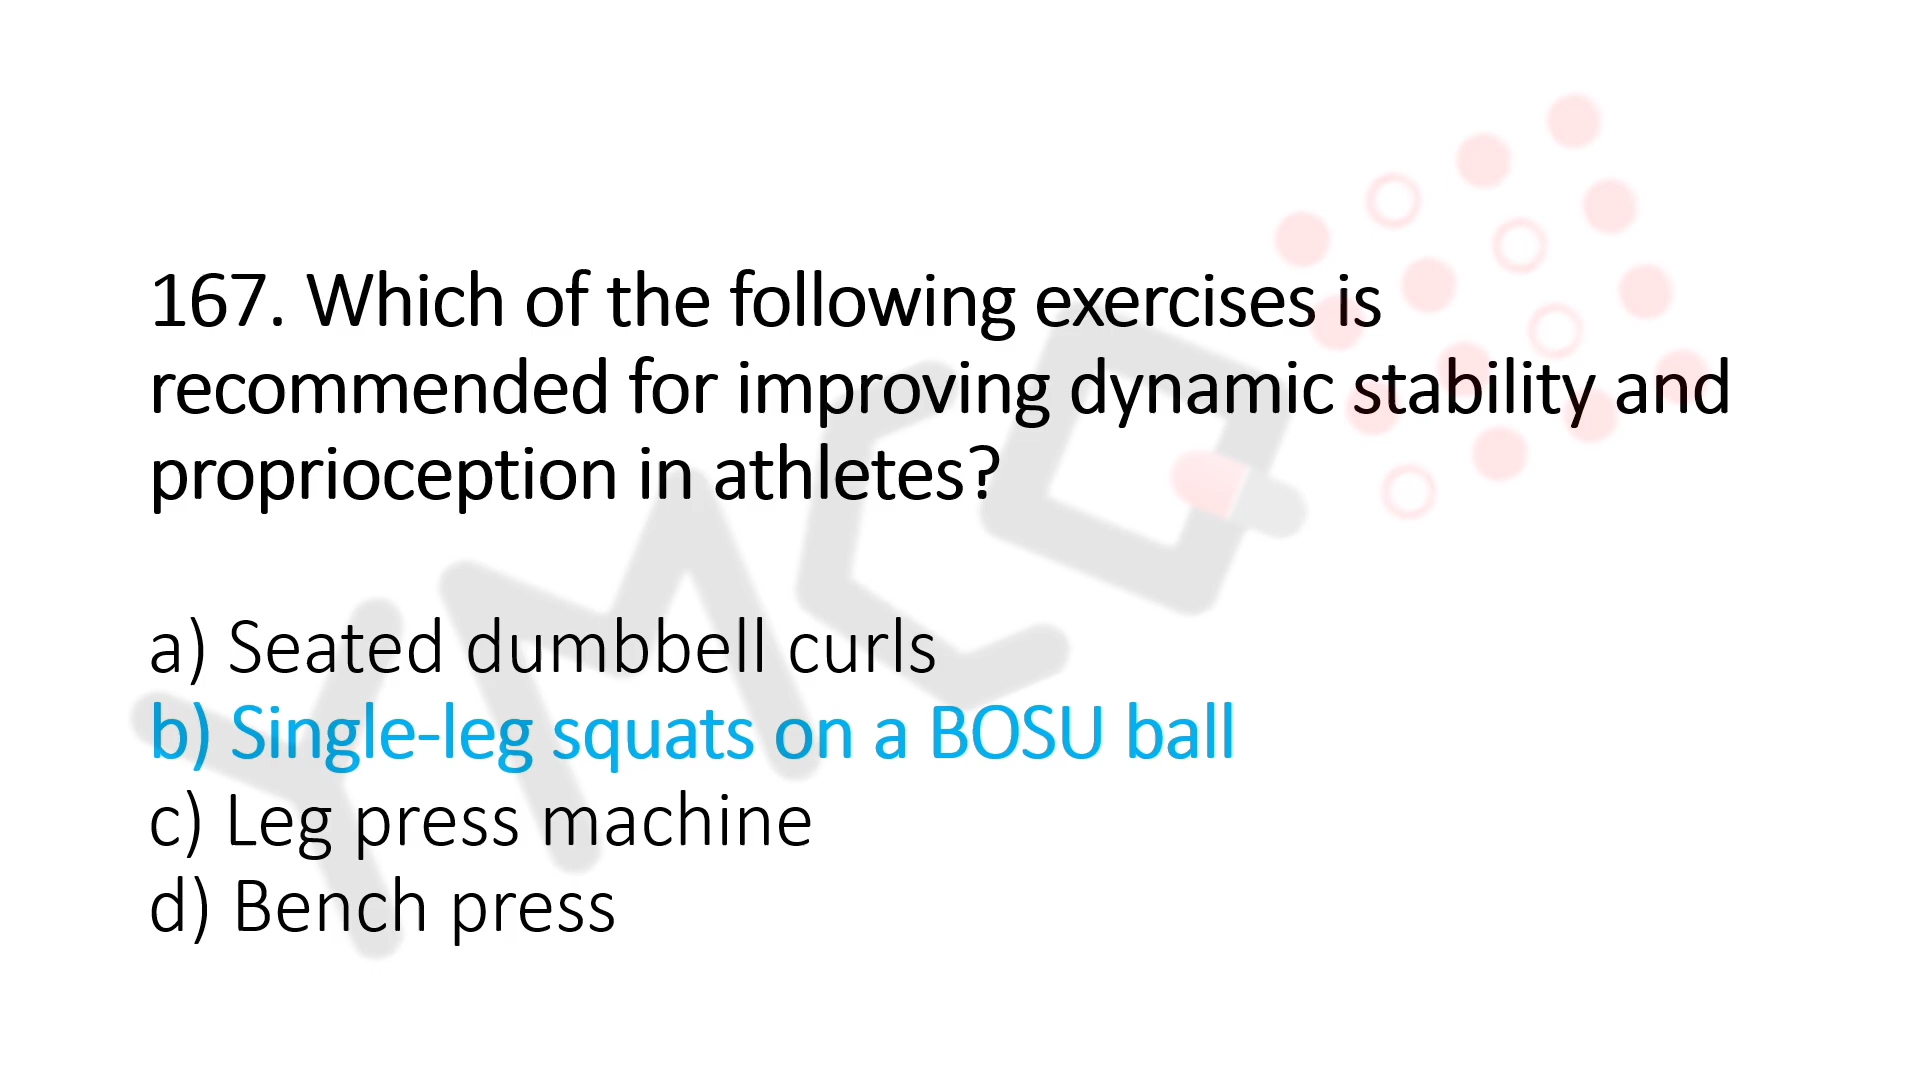 167. Which of the following exercises is
recommended for improving dynamic stability and
proprioception in athletes?
a) Seated dumbbell curls
b) Single-leg squats on a BOSU ball
c) Leg press machine
d) Bench press
YMCQ